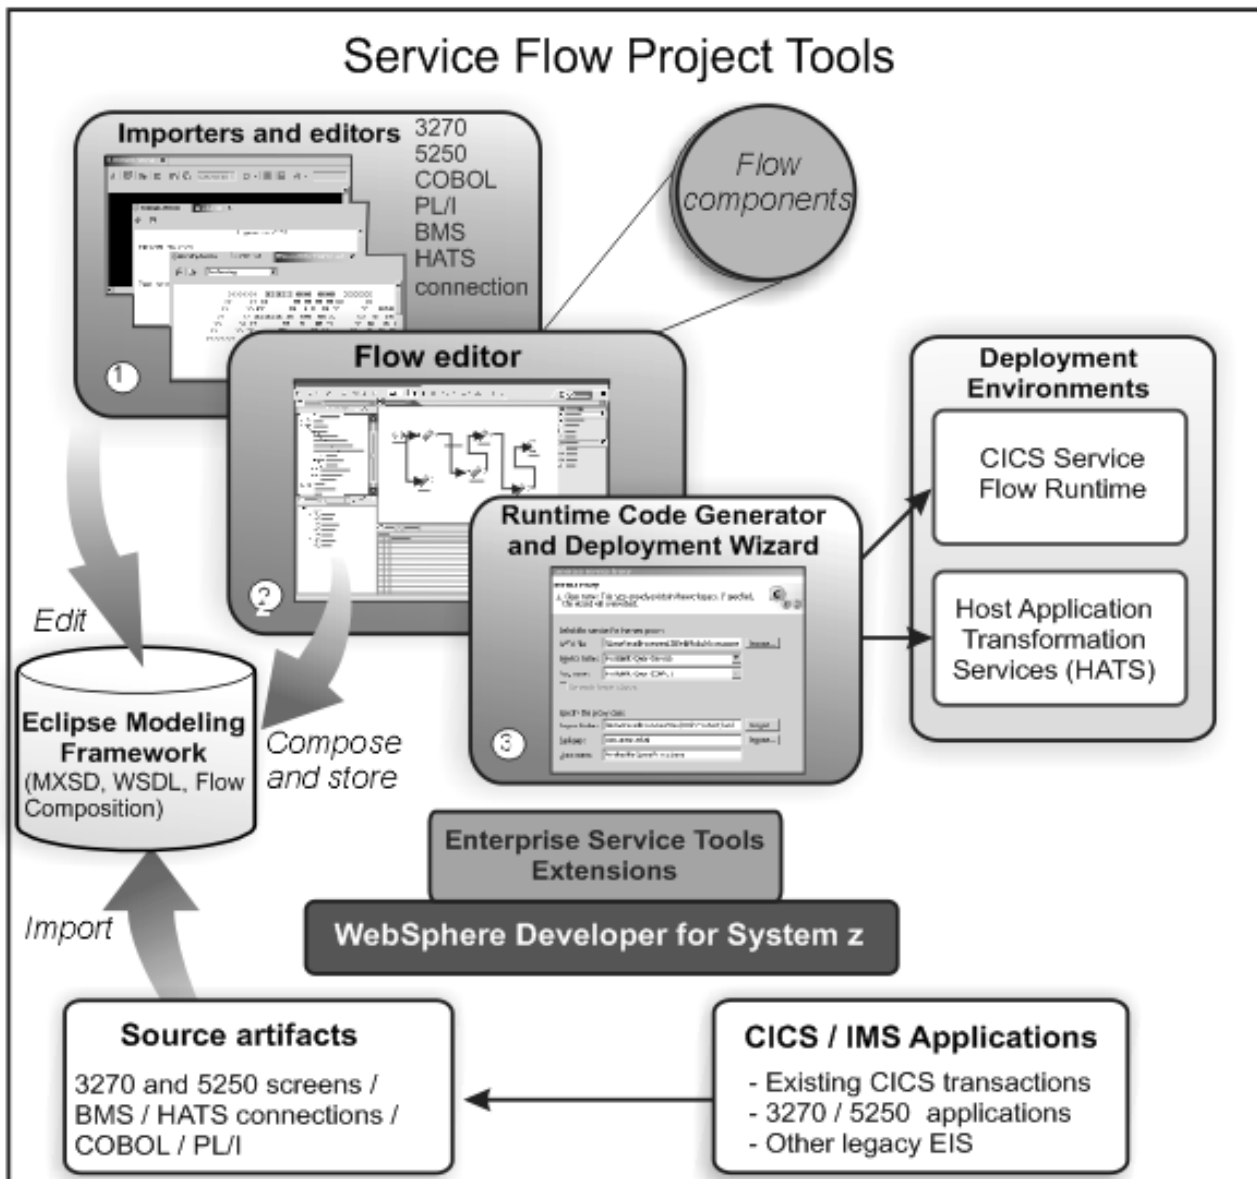 Service Flow Project Tools
Importers and editors
3270
5250
COBOL
PL/I
BMS
HATS
connection
1
Flow
components
Flow editor
2
Runtime Code Generator
and Deployment Wizard
3
Deployment
Environments
CICS Service
Flow Runtime
Host Application
Transformation
Services (HATS)
Edit
Eclipse Modeling
Framework
(MXSD, WSDL, Flow
Composition)
Compose
and store
Import
Enterprise Service Tools
Extensions
WebSphere Developer for System z
Source artifacts
3270 and 5250 screens /
BMS / HATS connections /
COBOL / PL/I
CICS / IMS Applications
- Existing CICS transactions
- 3270 / 5250 applications
- Other legacy EIS